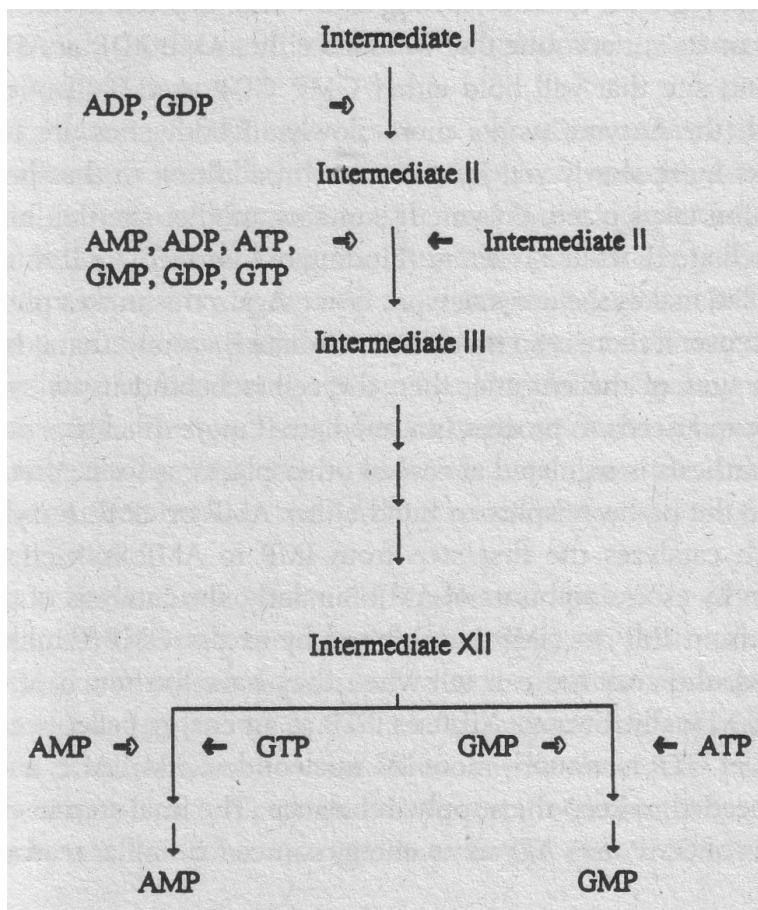 Intermediate I
ADP, GDP
Intermediate II
AMP, ADP, ATP,
GMP, GDP, GTP
Intermediate II
Intermediate III
Intermediate XII
AMP
GTP
GMP
ATP
AMP
GMP